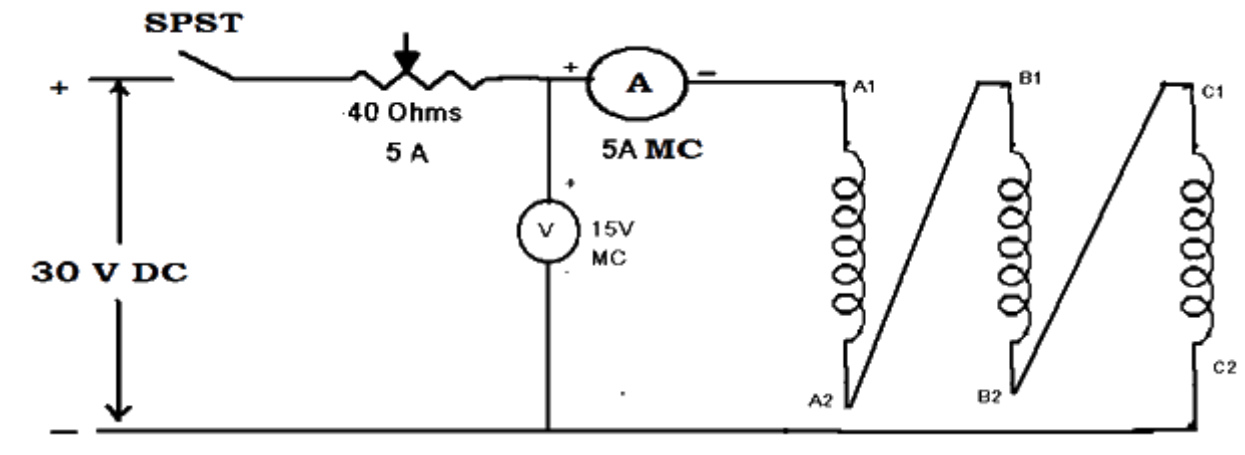 SPST
+
40 Ohms
5 A
+ A −
5A MC
A1
B1
C1
+
V
15V
MC
30 V DC
A2
B2
C2
−